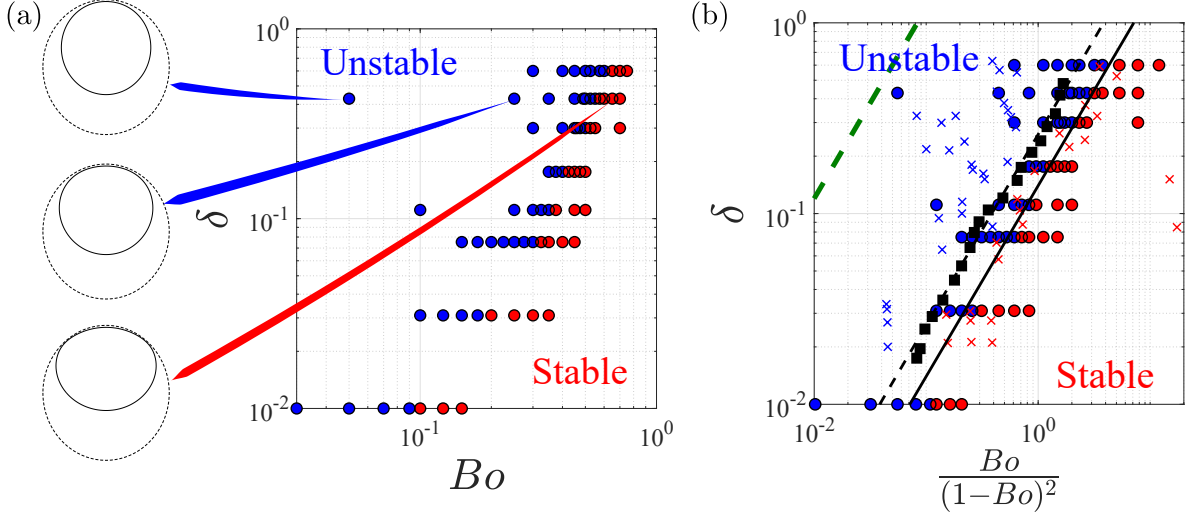 (a)
Unstable
Stable
δ
10^0
10^-1
10^-2
10^-1
10^0
Bo
(b)
Unstable
Stable
δ
10^0
10^-1
10^-2
10^-2
10^0
Bo
(1−Bo)^2